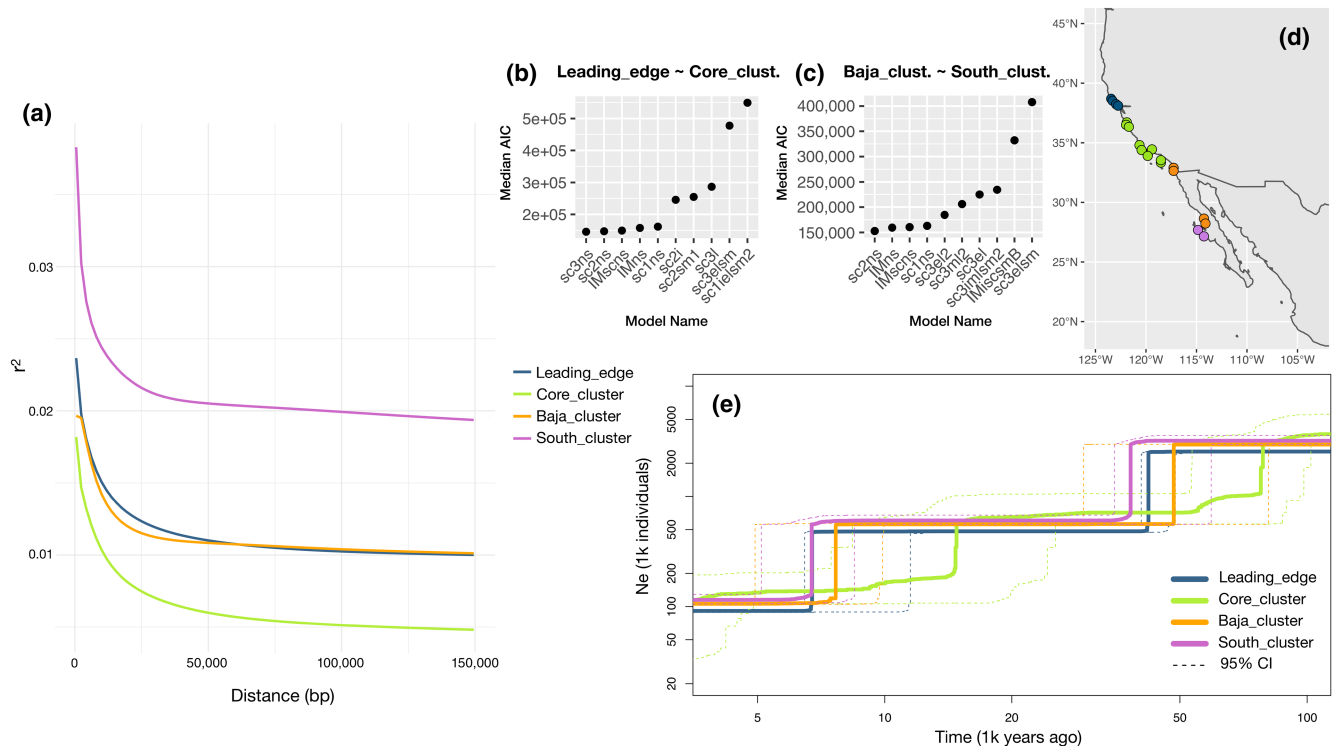 (a)
r2
0.03
0.02
0.01
0
50,000
100,000
150,000
Distance (bp)
Leading_edge
Core_cluster
Baja_cluster
South_cluster
(b)
Leading_edge ~ Core_clust.
Median AIC
5e+05
4e+05
3e+05
2e+05
sc3ns
sc2ns
IMscns
IMns
sc1ns
sc2i
sc2sm1
sc3l
sc3elsm
sc1ielsm2
Model Name
(c)
Baja_clust. ~ South_clust.
Median AIC
400,000
350,000
300,000
250,000
200,000
150,000
sc2ns
IMns
IMscns
sc1ns
sc3el2
sc3ml2
sc3el
sc3imlsm2
IMiscsmB
sc3elsm
Model Name
(d)
45°N
40°N
35°N
30°N
25°N
20°N
125°W
120°W
115°W
110°W
105°W
(e)
Ne (1k individuals)
5000
2000
500
200
100
50
20
5
10
20
50
100
Time (1k years ago)
Leading_edge
Core_cluster
Baja_cluster
South_cluster
95% CI